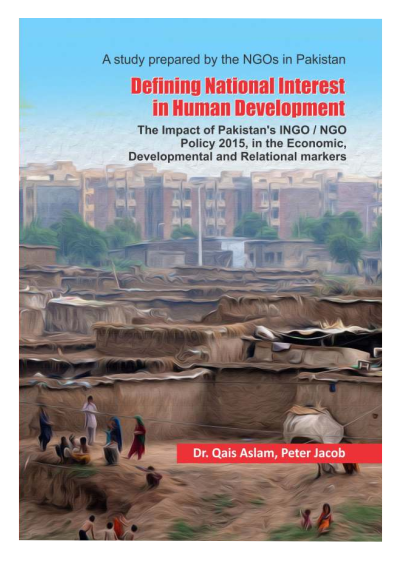 A study prepared by the NGOs in Pakistan
Defining National Interest
in Human Development
The Impact of Pakistan's INGO / NGO
Policy 2015, in the Economic,
Developmental and Relational markers
Dr. Qais Aslam, Peter Jacob